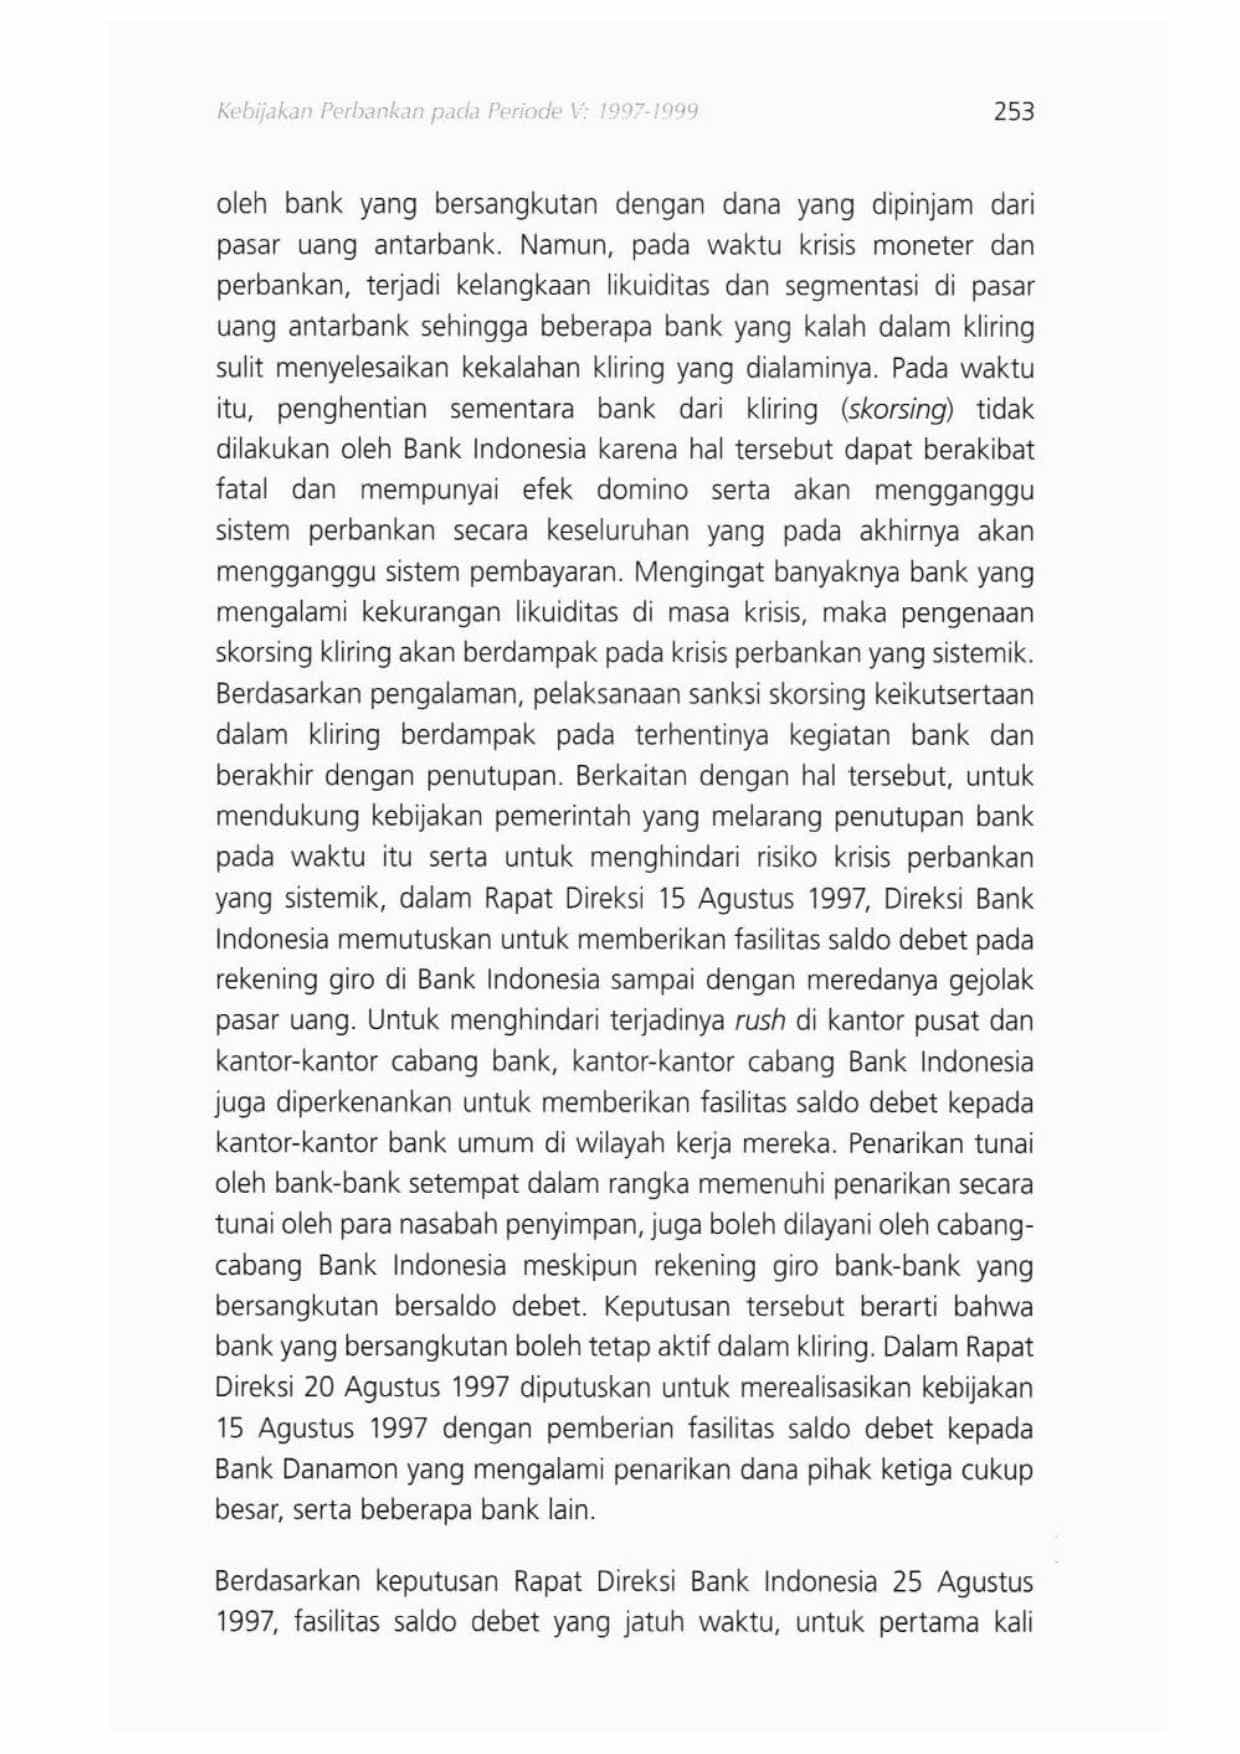 Kebijakan Perbankan pada Periode V: 1997-1999 253
oleh bank yang bersangkutan dengan dana yang dipinjam dari
pasar uang antarbank. Namun, pada waktu krisis moneter dan
perbankan, terjadi kelangkaan likuiditas dan segmentasi di pasar
uang antarbank sehingga beberapa bank yang kalah dalam kliring
sulit menyelesaikan kekalahan kliring yang dialaminya. Pada waktu
itu, penghentian sementara bank dari kliring (skorsing) tidak
dilakukan oleh Bank Indonesia karena hal tersebut dapat berakibat
fatal dan mempunyai efek domino serta akan mengganggu
sistem perbankan secara keseluruhan yang pada akhirnya akan
mengganggu sistem pembayaran. Mengingat banyaknya bank yang
mengalami kekurangan likuiditas di masa krisis, maka pengenaan
skorsing kliring akan berdampak pada krisis perbankan yang sistemik.
Berdasarkan pengalaman, pelaksanaan sanksi skorsing keikutsertaan
dalam kliring berdampak pada terhentinya kegiatan bank dan
berakhir dengan penutupan. Berkaitan dengan hal tersebut, untuk
mendukung kebijakan pemerintah yang melarang penutupan bank
pada waktu itu serta untuk menghindari risiko krisis perbankan
yang sistemik, dalam Rapat Direksi 15 Agustus 1997, Direksi Bank
Indonesia memutuskan untuk memberikan fasilitas saldo debet pada
rekening giro di Bank Indonesia sampai dengan meredanya gejolak
pasar uang. Untuk menghindari terjadinya rush di kantor pusat dan
kantor-kantor cabang bank, kantor-kantor cabang Bank Indonesia
juga diperkenankan untuk memberikan fasilitas saldo debet kepada
kantor-kantor bank umum di wilayah kerja mereka. Penarikan tunai
oleh bank-bank setempat dalam rangka memenuhi penarikan secara
tunai oleh para nasabah penyimpan, juga boleh dilayani oleh cabang-
cabang Bank Indonesia meskipun rekening giro bank-bank yang
bersangkutan bersaldo debet. Keputusan tersebut berarti bahwa
bank yang bersangkutan boleh tetap aktif dalam kliring. Dalam Rapat
Direksi 20 Agustus 1997 diputuskan untuk merealisasikan kebijakan
15 Agustus 1997 dengan pemberian fasilitas saldo debet kepada
Bank Danamon yang mengalami penarikan dana pihak ketiga cukup
besar, serta beberapa bank lain.
Berdasarkan keputusan Rapat Direksi Bank Indonesia 25 Agustus
1997, fasilitas saldo debet yang jatuh waktu, untuk pertama kali